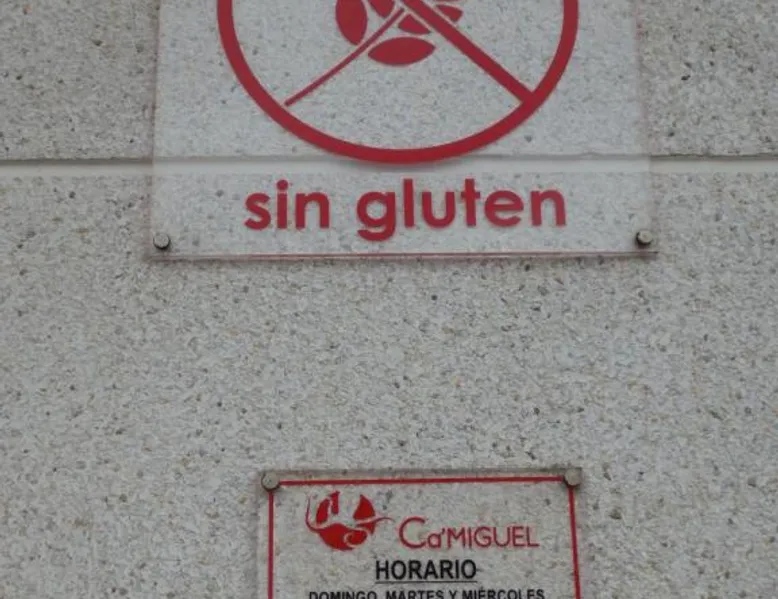 sin gluten
Ca'MIGUEL
HORARIO
DOMINGO, MARTES Y MIÉRCOLES